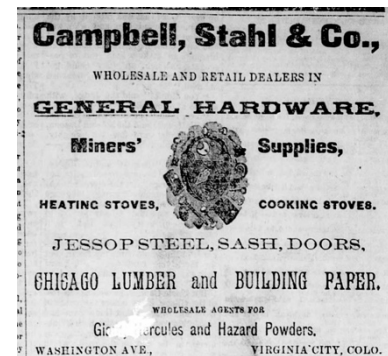 Campbell, Stahl & Co.,
WHOLESALE AND RETAIL DEALERS IN
GENERAL HARDWARE,
Miners' Supplies,
HEATING STOVES, COOKING STOVES.
JESSOP STEEL, SASH, DOORS,
CHICAGO LUMBER and BUILDING PAPER.
WHOLESALE AGENTS FOR
and Hazard Powders.
WASHINGTON AVE., VIRGINIA CITY, COLO.